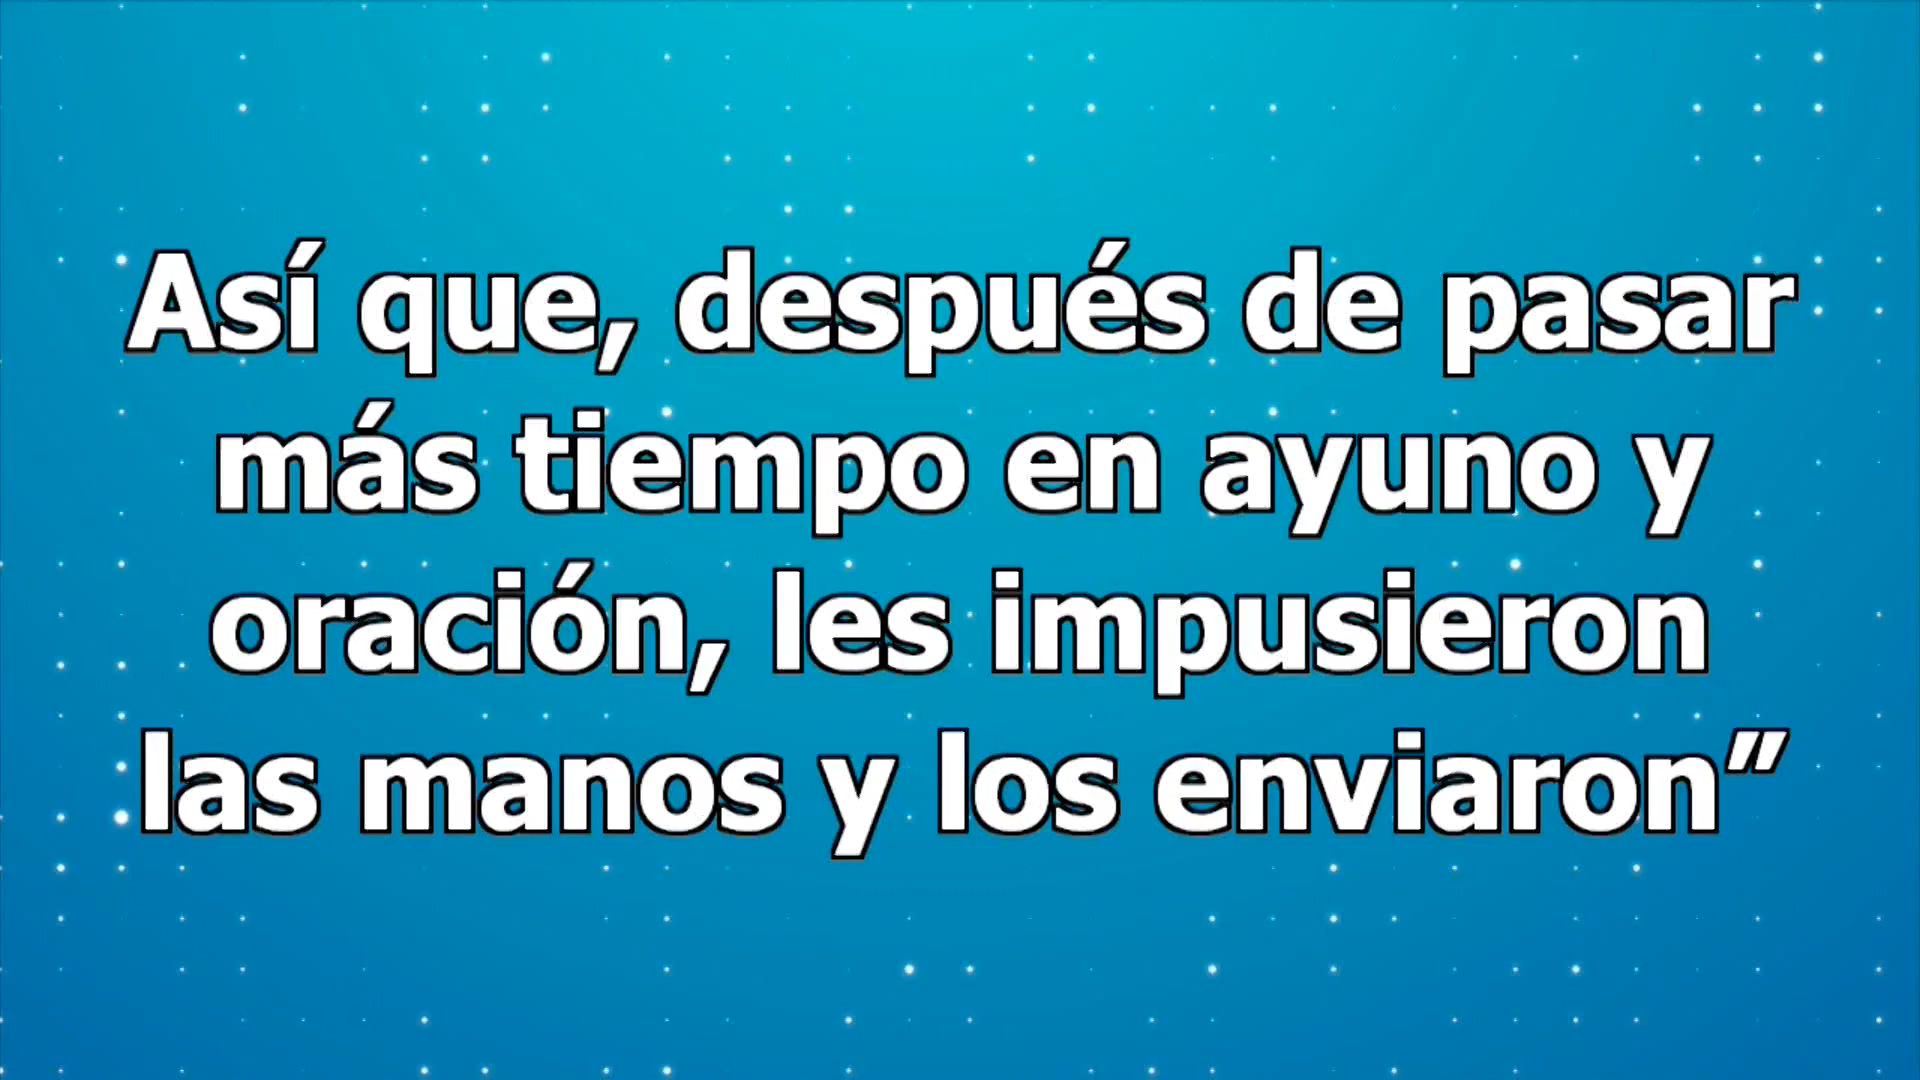 Así que, después de pasar
más tiempo en ayuno y
oración, les impusieron
las manos y los enviaron”